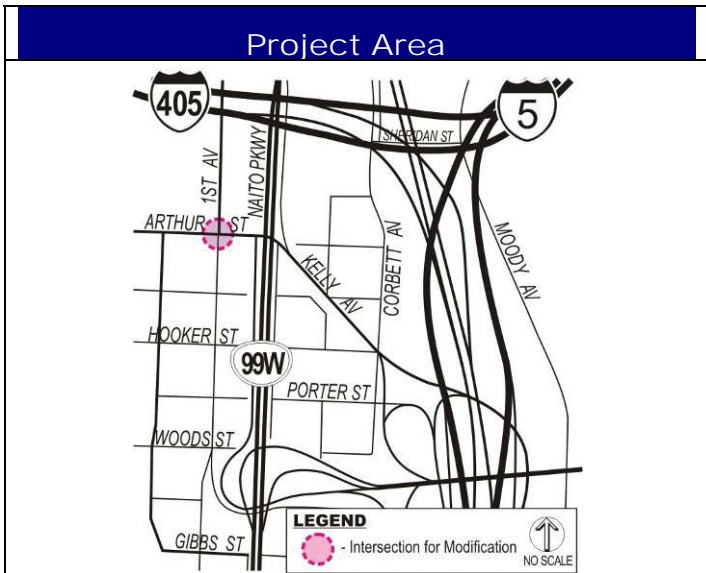 Project Area
405
5
SHERIDAN ST
1ST AV
NAITO PKWY
ARTHUR ST
KELLY AV
CORBETT AV
MOODY AV
HOOKER ST
99W
PORTER ST
WOODS ST
GIBBS ST
LEGEND
- Intersection for Modification
NO SCALE